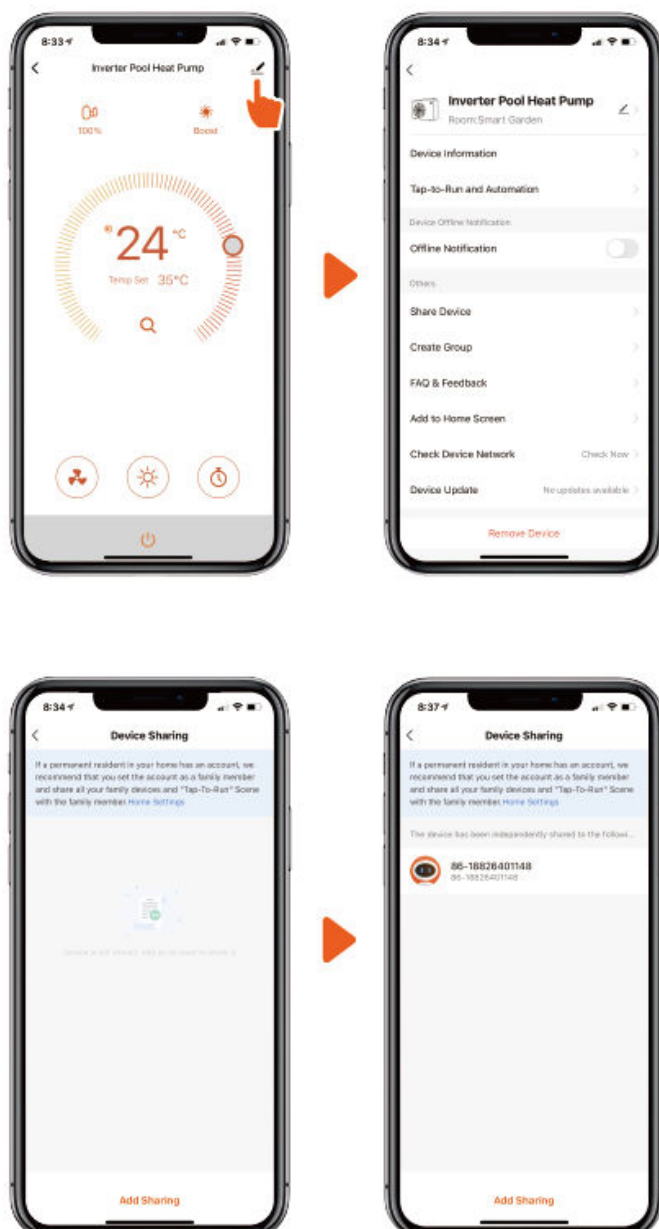 8:33
Inverter Pool Heat Pump
100%
Boost
24 °C
Temp Set 35°C
8:34
Inverter Pool Heat Pump
Room:Smart Garden
Device Information
Tap-to-Run and Automation
Device Offline Notification
Offline Notification
Others
Share Device
Create Group
FAQ & Feedback
Add to Home Screen
Check Device Network Check Now
Device Update No updates available
Remove Device
8:34
Device Sharing
If a permanent resident in your home has an account, we
recommend that you set the account as a family member
and share all your family devices and "Tap-To-Run" Scene
with the family member. Home Settings
Add Sharing
8:37
Device Sharing
If a permanent resident in your home has an account, we
recommend that you set the account as a family member
and share all your family devices and "Tap-To-Run" Scene
with the family member. Home Settings
The device has been independently shared to the followi...
86-18826401148
86-18826401148
Add Sharing